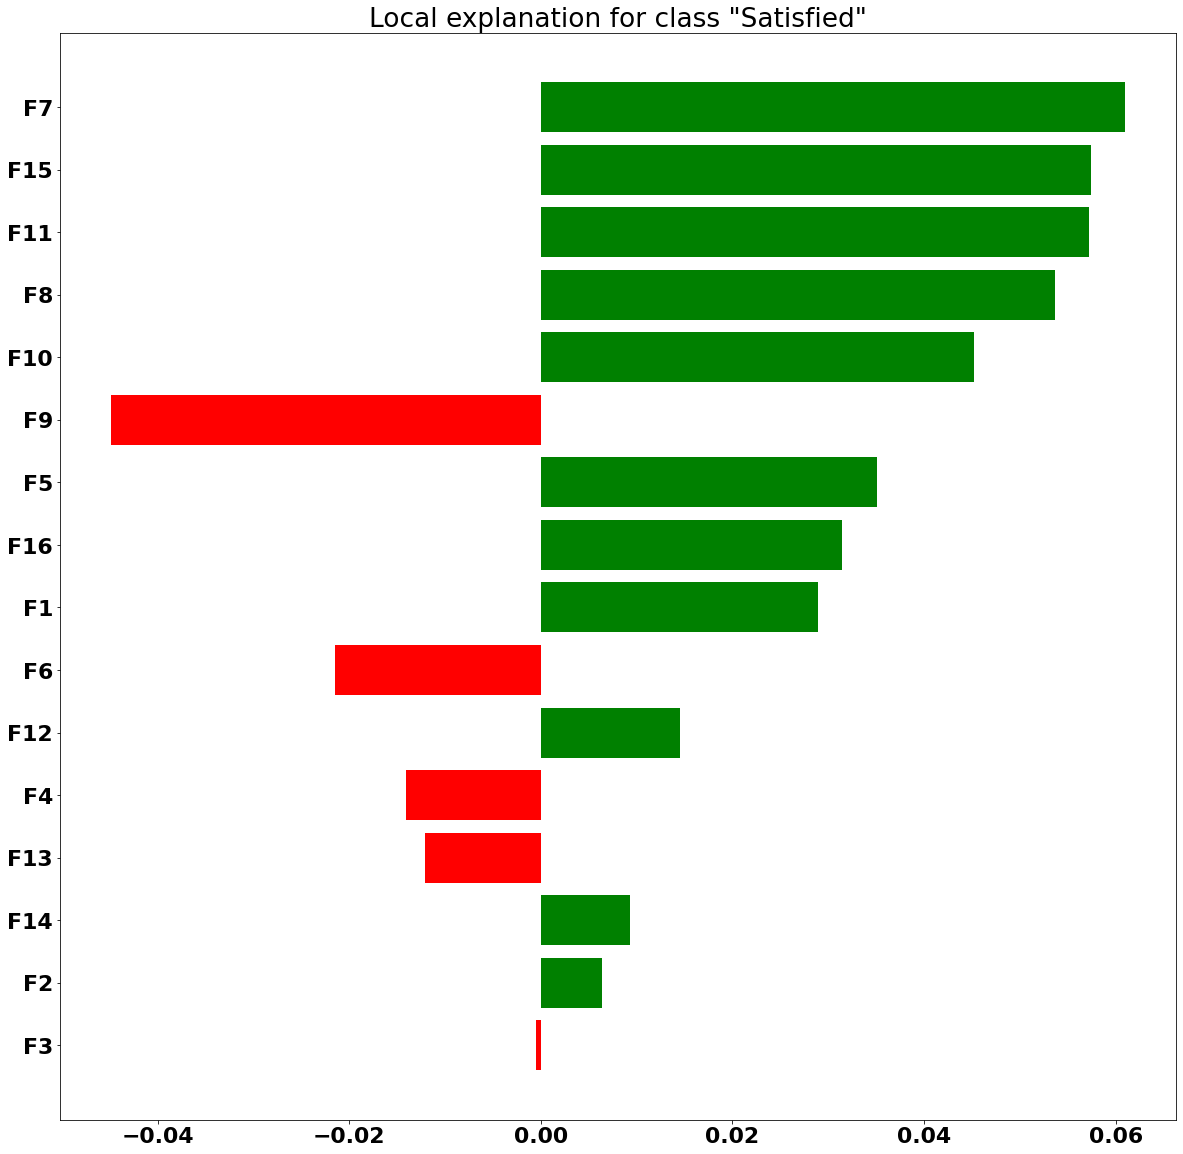 Local explanation for class "Satisfied"
F7
F15
F11
F8
F10
F9
F5
F16
F1
F6
F12
F4
F13
F14
F2
F3
−0.04 −0.02 0.00 0.02 0.04 0.06